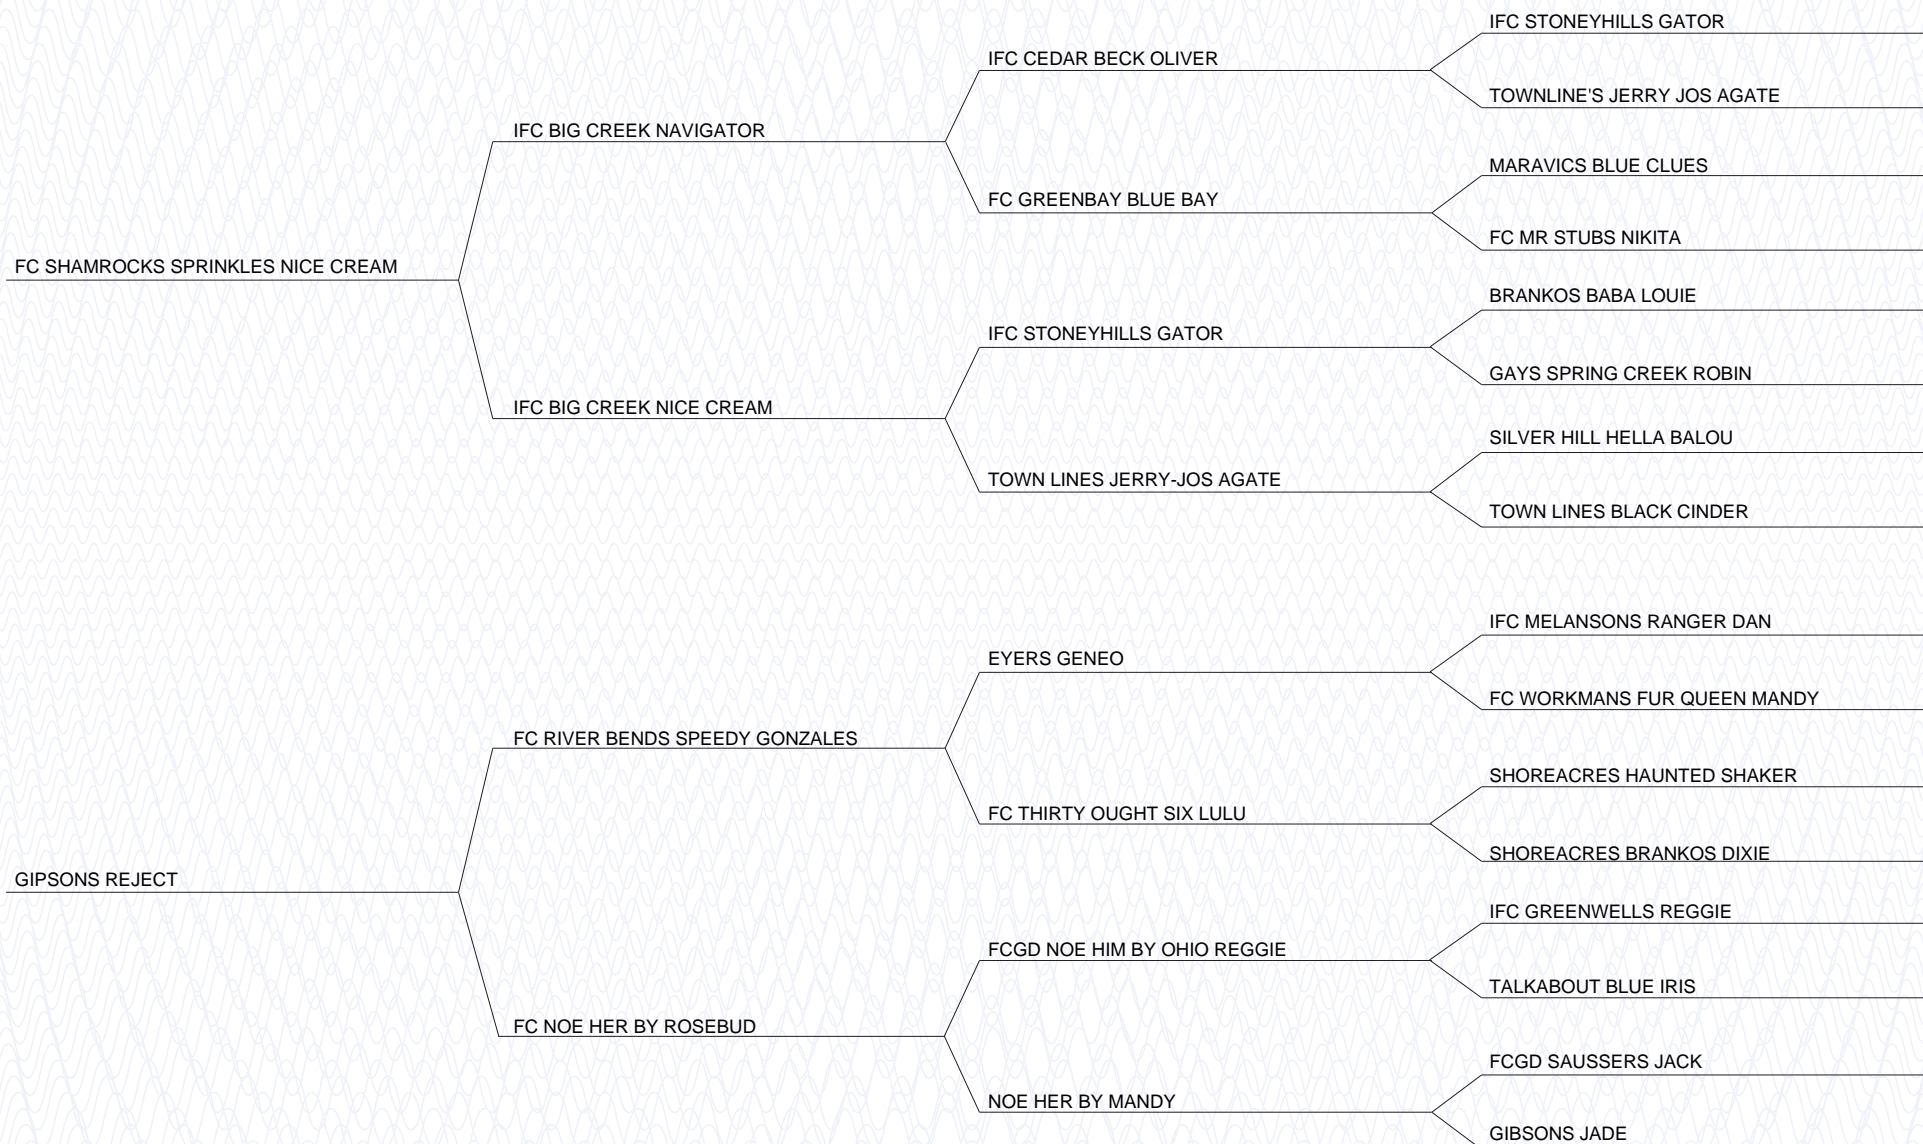 IFC STONEYHILLS GATOR
IFC CEDAR BECK OLIVER
TOWNLINE'S JERRY JOS AGATE
IFC BIG CREEK NAVIGATOR
MARAVICS BLUE CLUES
FC GREENBAY BLUE BAY
FC MR STUBS NIKITA
FC SHAMROCKS SPRINKLES NICE CREAM
BRANKOS BABA LOUIE
IFC STONEYHILLS GATOR
GAYS SPRING CREEK ROBIN
IFC BIG CREEK NICE CREAM
SILVER HILL HELLA BALOU
TOWN LINES JERRY-JOS AGATE
TOWN LINES BLACK CINDER
IFC MELANSONS RANGER DAN
EYERS GENEO
FC WORKMANS FUR QUEEN MANDY
FC RIVER BENDS SPEEDY GONZALES
SHOREACRES HAUNTED SHAKER
FC THIRTY OUGHT SIX LULU
SHOREACRES BRANKOS DIXIE
GIPSONS REJECT
IFC GREENWELLS REGGIE
FCGD NOE HIM BY OHIO REGGIE
TALKABOUT BLUE IRIS
FC NOE HER BY ROSEBUD
FCGD SAUSSERS JACK
NOE HER BY MANDY
GIBSONS JADE